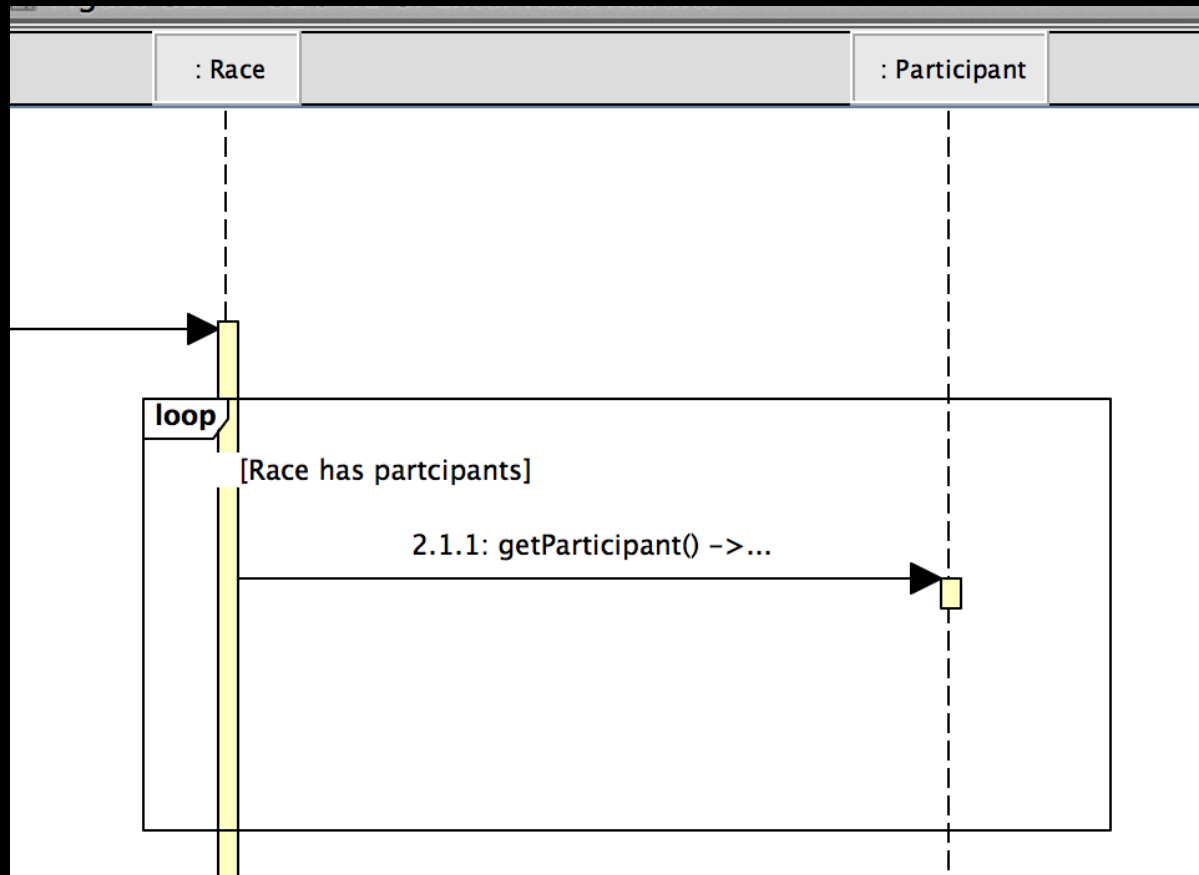 : Race
: Participant
loop
[Race has partcipants]
2.1.1: getParticipant() ->...